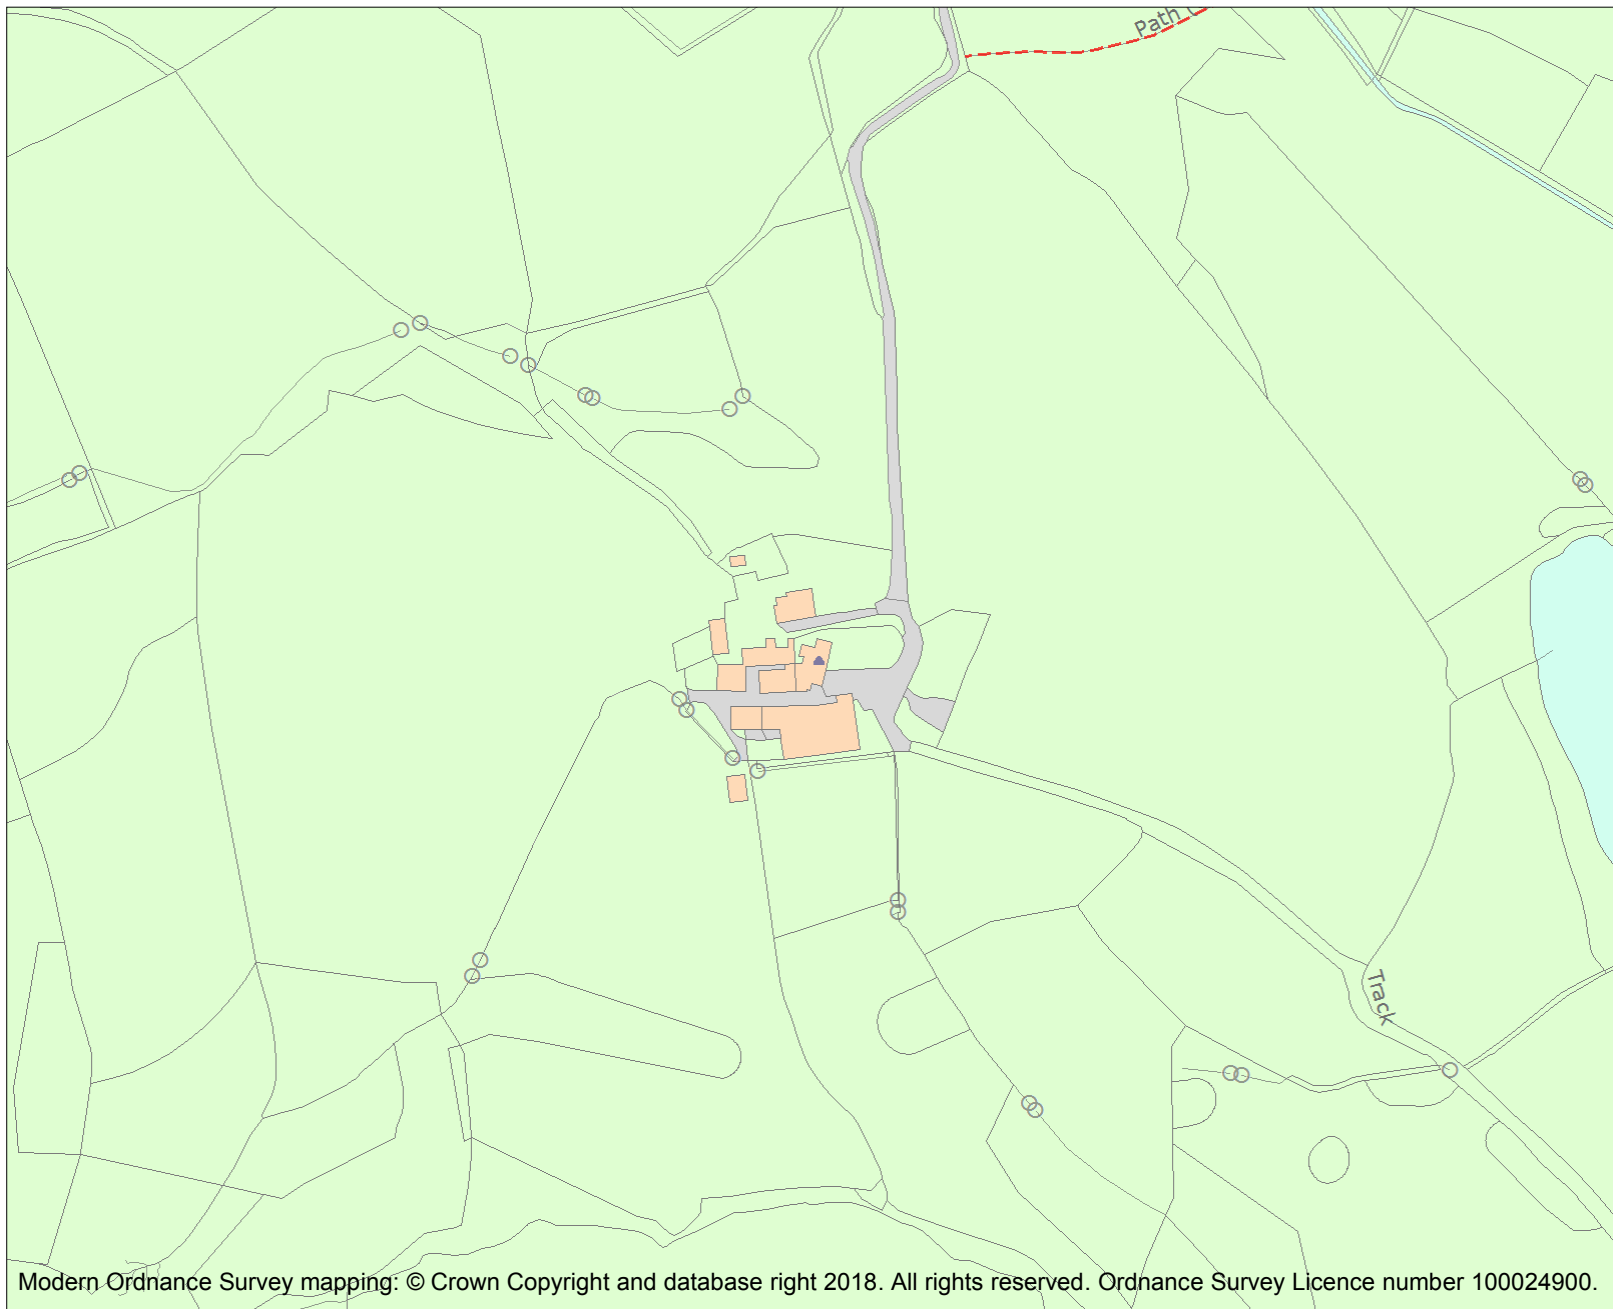 Path
Track
Modern Ordnance Survey mapping: © Crown Copyright and database right 2018. All rights reserved. Ordnance Survey Licence number 100024900.